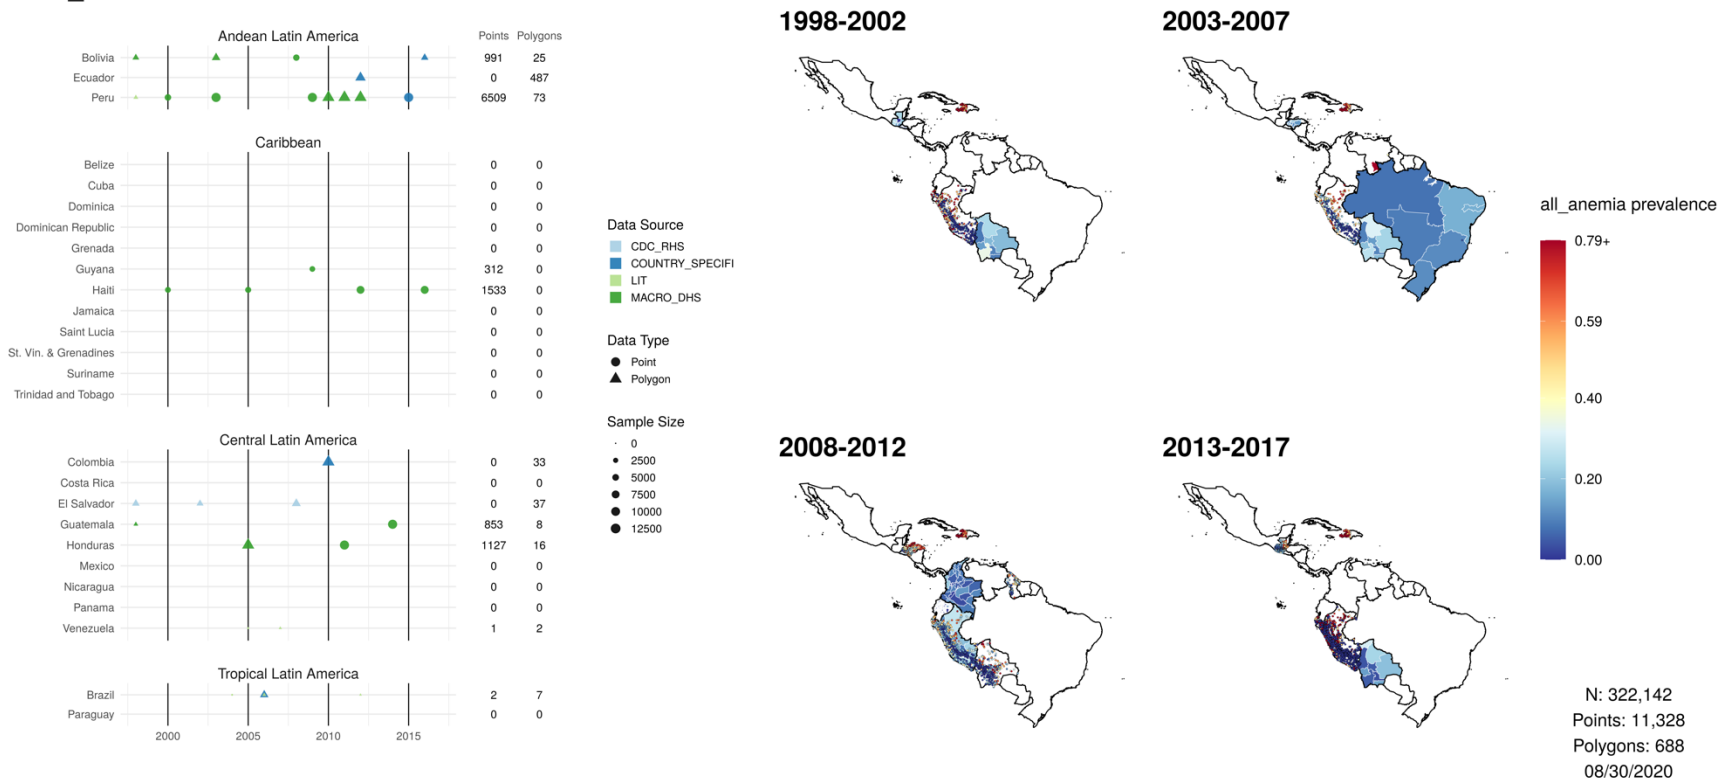 Andean Latin America
Points Polygons
Bolivia 991 25
Ecuador 0 487
Peru 6509 73
Caribbean
Belize 0 0
Cuba 0 0
Dominica 0 0
Dominican Republic 0 0
Grenada 0 0
Guyana 312 0
Haiti 1533 0
Jamaica 0 0
Saint Lucia 0 0
St. Vin. & Grenadines 0 0
Suriname 0 0
Trinidad and Tobago 0 0
Central Latin America
Colombia 0 33
Costa Rica 0 0
El Salvador 0 37
Guatemala 853 8
Honduras 1127 16
Mexico 0 0
Nicaragua 0 0
Panama 0 0
Venezuela 1 2
Tropical Latin America
Brazil 2 7
Paraguay 0 0
2000 2005 2010 2015
Data Source
CDC_RHS
COUNTRY_SPECIFI
LIT
MACRO_DHS
Data Type
Point
Polygon
Sample Size
0
2500
5000
7500
10000
12500
1998-2002
2003-2007
2008-2012
2013-2017
all_anemia prevalence
0.79+
0.59
0.40
0.20
0.00
N: 322,142
Points: 11,328
Polygons: 688
08/30/2020